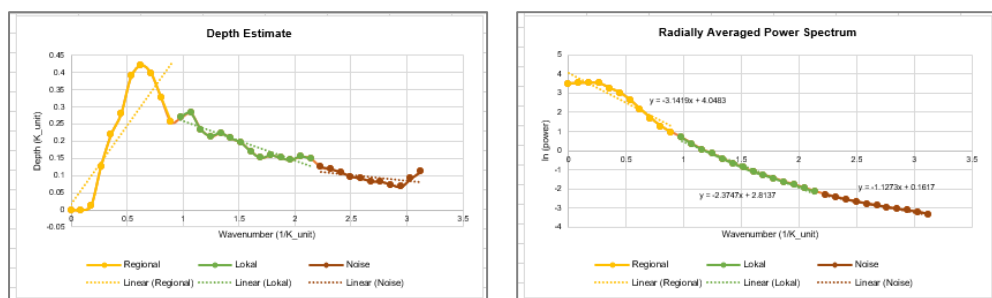 Depth Estimate
Depth (K_unit)
0.45
0.4
0.35
0.3
0.25
0.2
0.15
0.1
0.05
0
-0.05
0 0.5 1 1.5 2 2.5 3 3.5
Wavenumber (1/K_unit)
Regional Lokal Noise
Linear (Regional) Linear (Lokal) Linear (Noise)
Radially Averaged Power Spectrum
ln (power)
5
4
3
2
1
0
-1
-2
-3
-4
0 0.5 1 1.5 2 2.5 3 3.5
y = -3.1419x + 4.0483
y = -2.3747x + 2.8137
y = -1.1273x + 0.1617
Wavenumber (1/K_unit)
Regional Lokal Noise
Linear (Regional) Linear (Lokal) Linear (Noise)